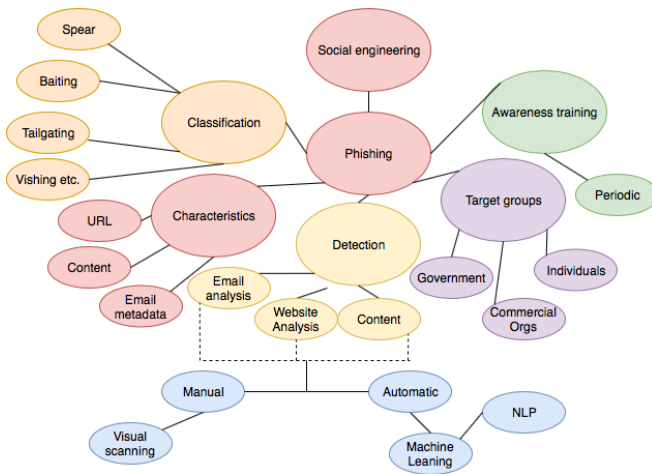 Spear
Social engineering
Baiting
Awareness training
Classification
Tailgating
Phishing
Vishing etc.
Periodic
Characteristics
Target groups
URL
Detection
Content
Government
Individuals
Email
analysis
Email
metadata
Website
Analysis
Content
Commercial
Orgs
Manual
Automatic
NLP
Visual
scanning
Machine
Leaning